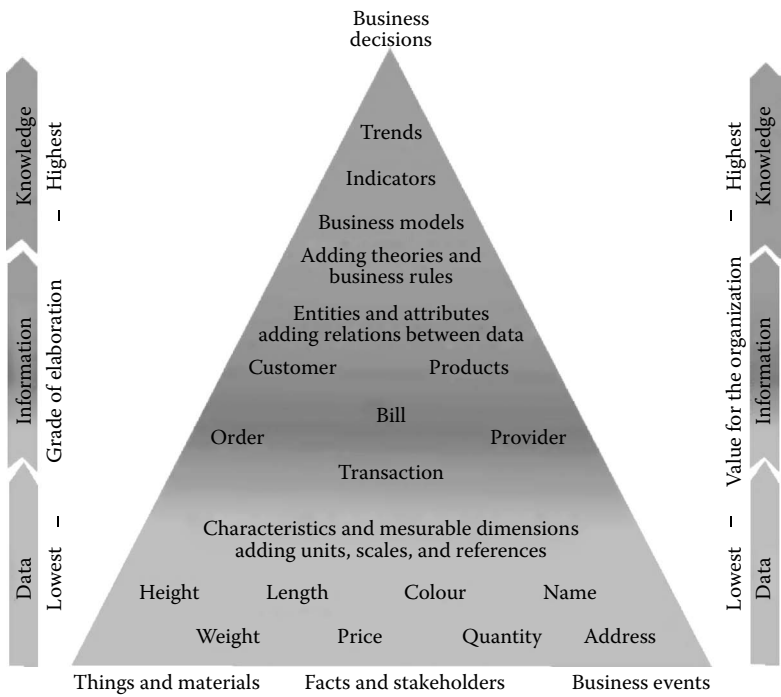 Business
decisions
Trends
Indicators
Business models
Adding theories and
business rules
Entities and attributes
adding relations between data
Customer Products
Bill
Order Provider
Transaction
Characteristics and mesurable dimensions
adding units, scales, and references
Height Length Colour Name
Weight Price Quantity Address
Things and materials Facts and stakeholders Business events
Knowledge
Information
Data
Highest
–
Grade of elaboration
–
Lowest
Highest
–
Value for the organization
–
Lowest
Knowledge
Information
Data